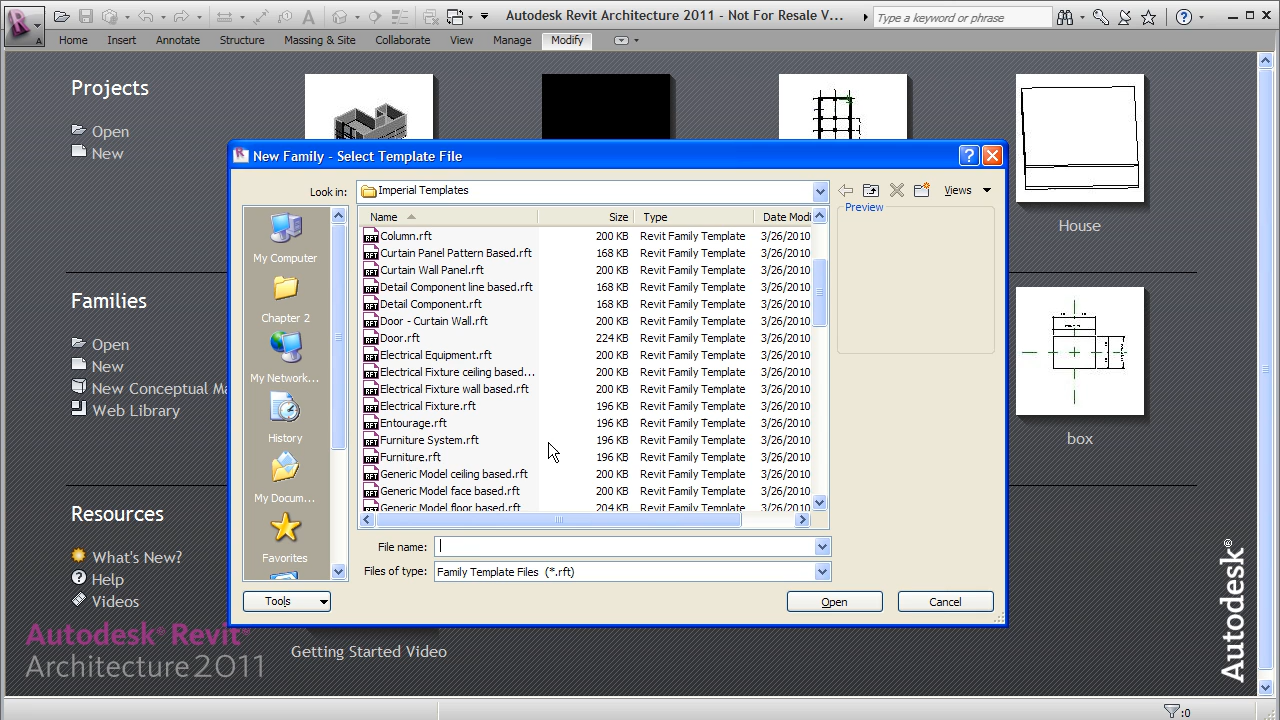 Autodesk Revit Architecture 2011 - Not For Resale V...
Type a keyword or phrase
Home Insert Annotate Structure Massing & Site Collaborate View Manage Modify
Projects
Open
New
House
Families
Open
New
New Conceptual Ma
Web Library
box
Resources
What's New?
Help
Videos
Autodesk® Revit®
Architecture 2011
Getting Started Video
Autodesk®
New Family - Select Template File
Look in: Imperial Templates Views
My Computer
Chapter 2
My Network...
History
My Docum...
Favorites
Name Size Type Date Modi
Column.rft 200 KB Revit Family Template 3/26/2010
Curtain Panel Pattern Based.rft 168 KB Revit Family Template 3/26/2010
Curtain Wall Panel.rft 200 KB Revit Family Template 3/26/2010
Detail Component line based.rft 168 KB Revit Family Template 3/26/2010
Detail Component.rft 168 KB Revit Family Template 3/26/2010
Door - Curtain Wall.rft 200 KB Revit Family Template 3/26/2010
Door.rft 224 KB Revit Family Template 3/26/2010
Electrical Equipment.rft 200 KB Revit Family Template 3/26/2010
Electrical Fixture ceiling based... 200 KB Revit Family Template 3/26/2010
Electrical Fixture wall based.rft 200 KB Revit Family Template 3/26/2010
Electrical Fixture.rft 196 KB Revit Family Template 3/26/2010
Entourage.rft 196 KB Revit Family Template 3/26/2010
Furniture System.rft 196 KB Revit Family Template 3/26/2010
Furniture.rft 196 KB Revit Family Template 3/26/2010
Generic Model ceiling based.rft 200 KB Revit Family Template 3/26/2010
Generic Model face based.rft 200 KB Revit Family Template 3/26/2010
Generic Model floor based.rft 204 KB Revit Family Template 3/26/2010
Preview
File name:
Files of type: Family Template Files (*.rft)
Tools Open Cancel
:0